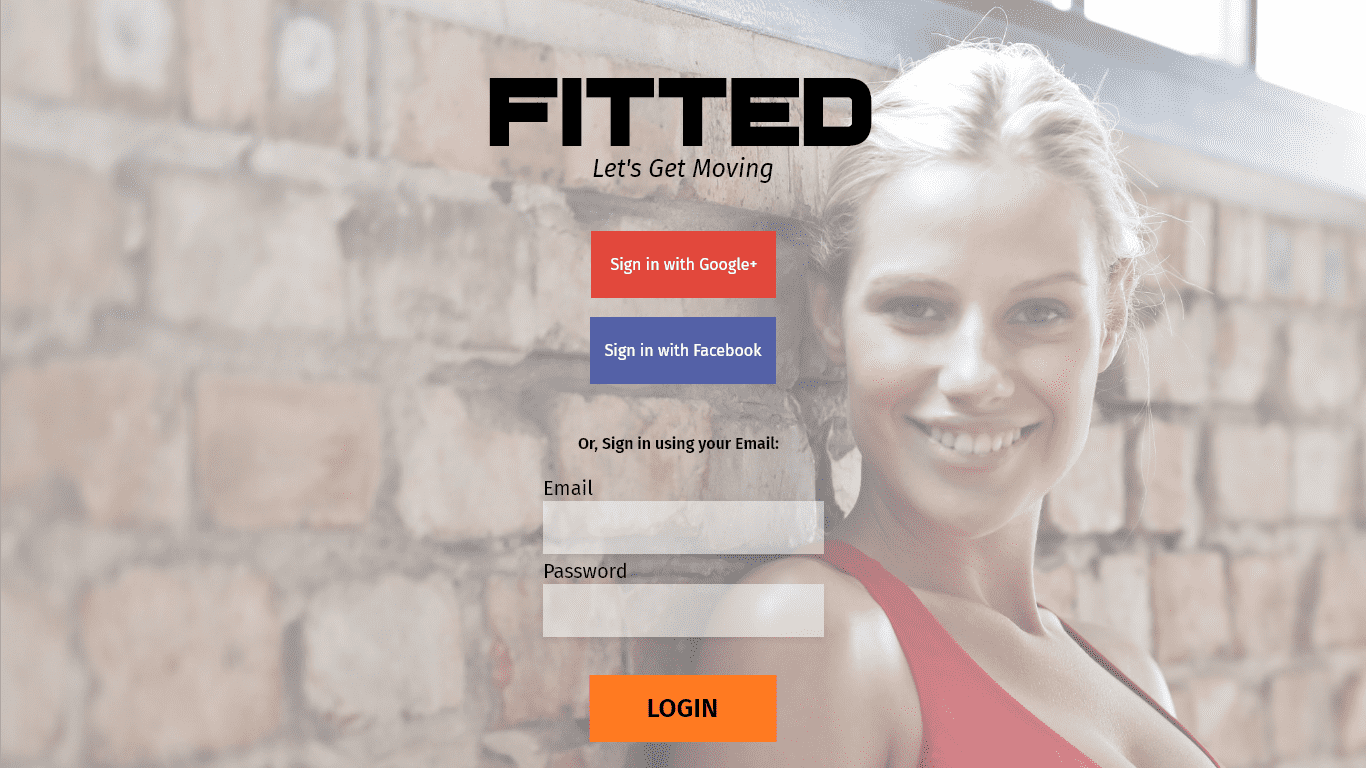 FITTED
Let's Get Moving
Sign in with Google+
Sign in with Facebook
Or, Sign in using your Email:
Email
Password
LOGIN